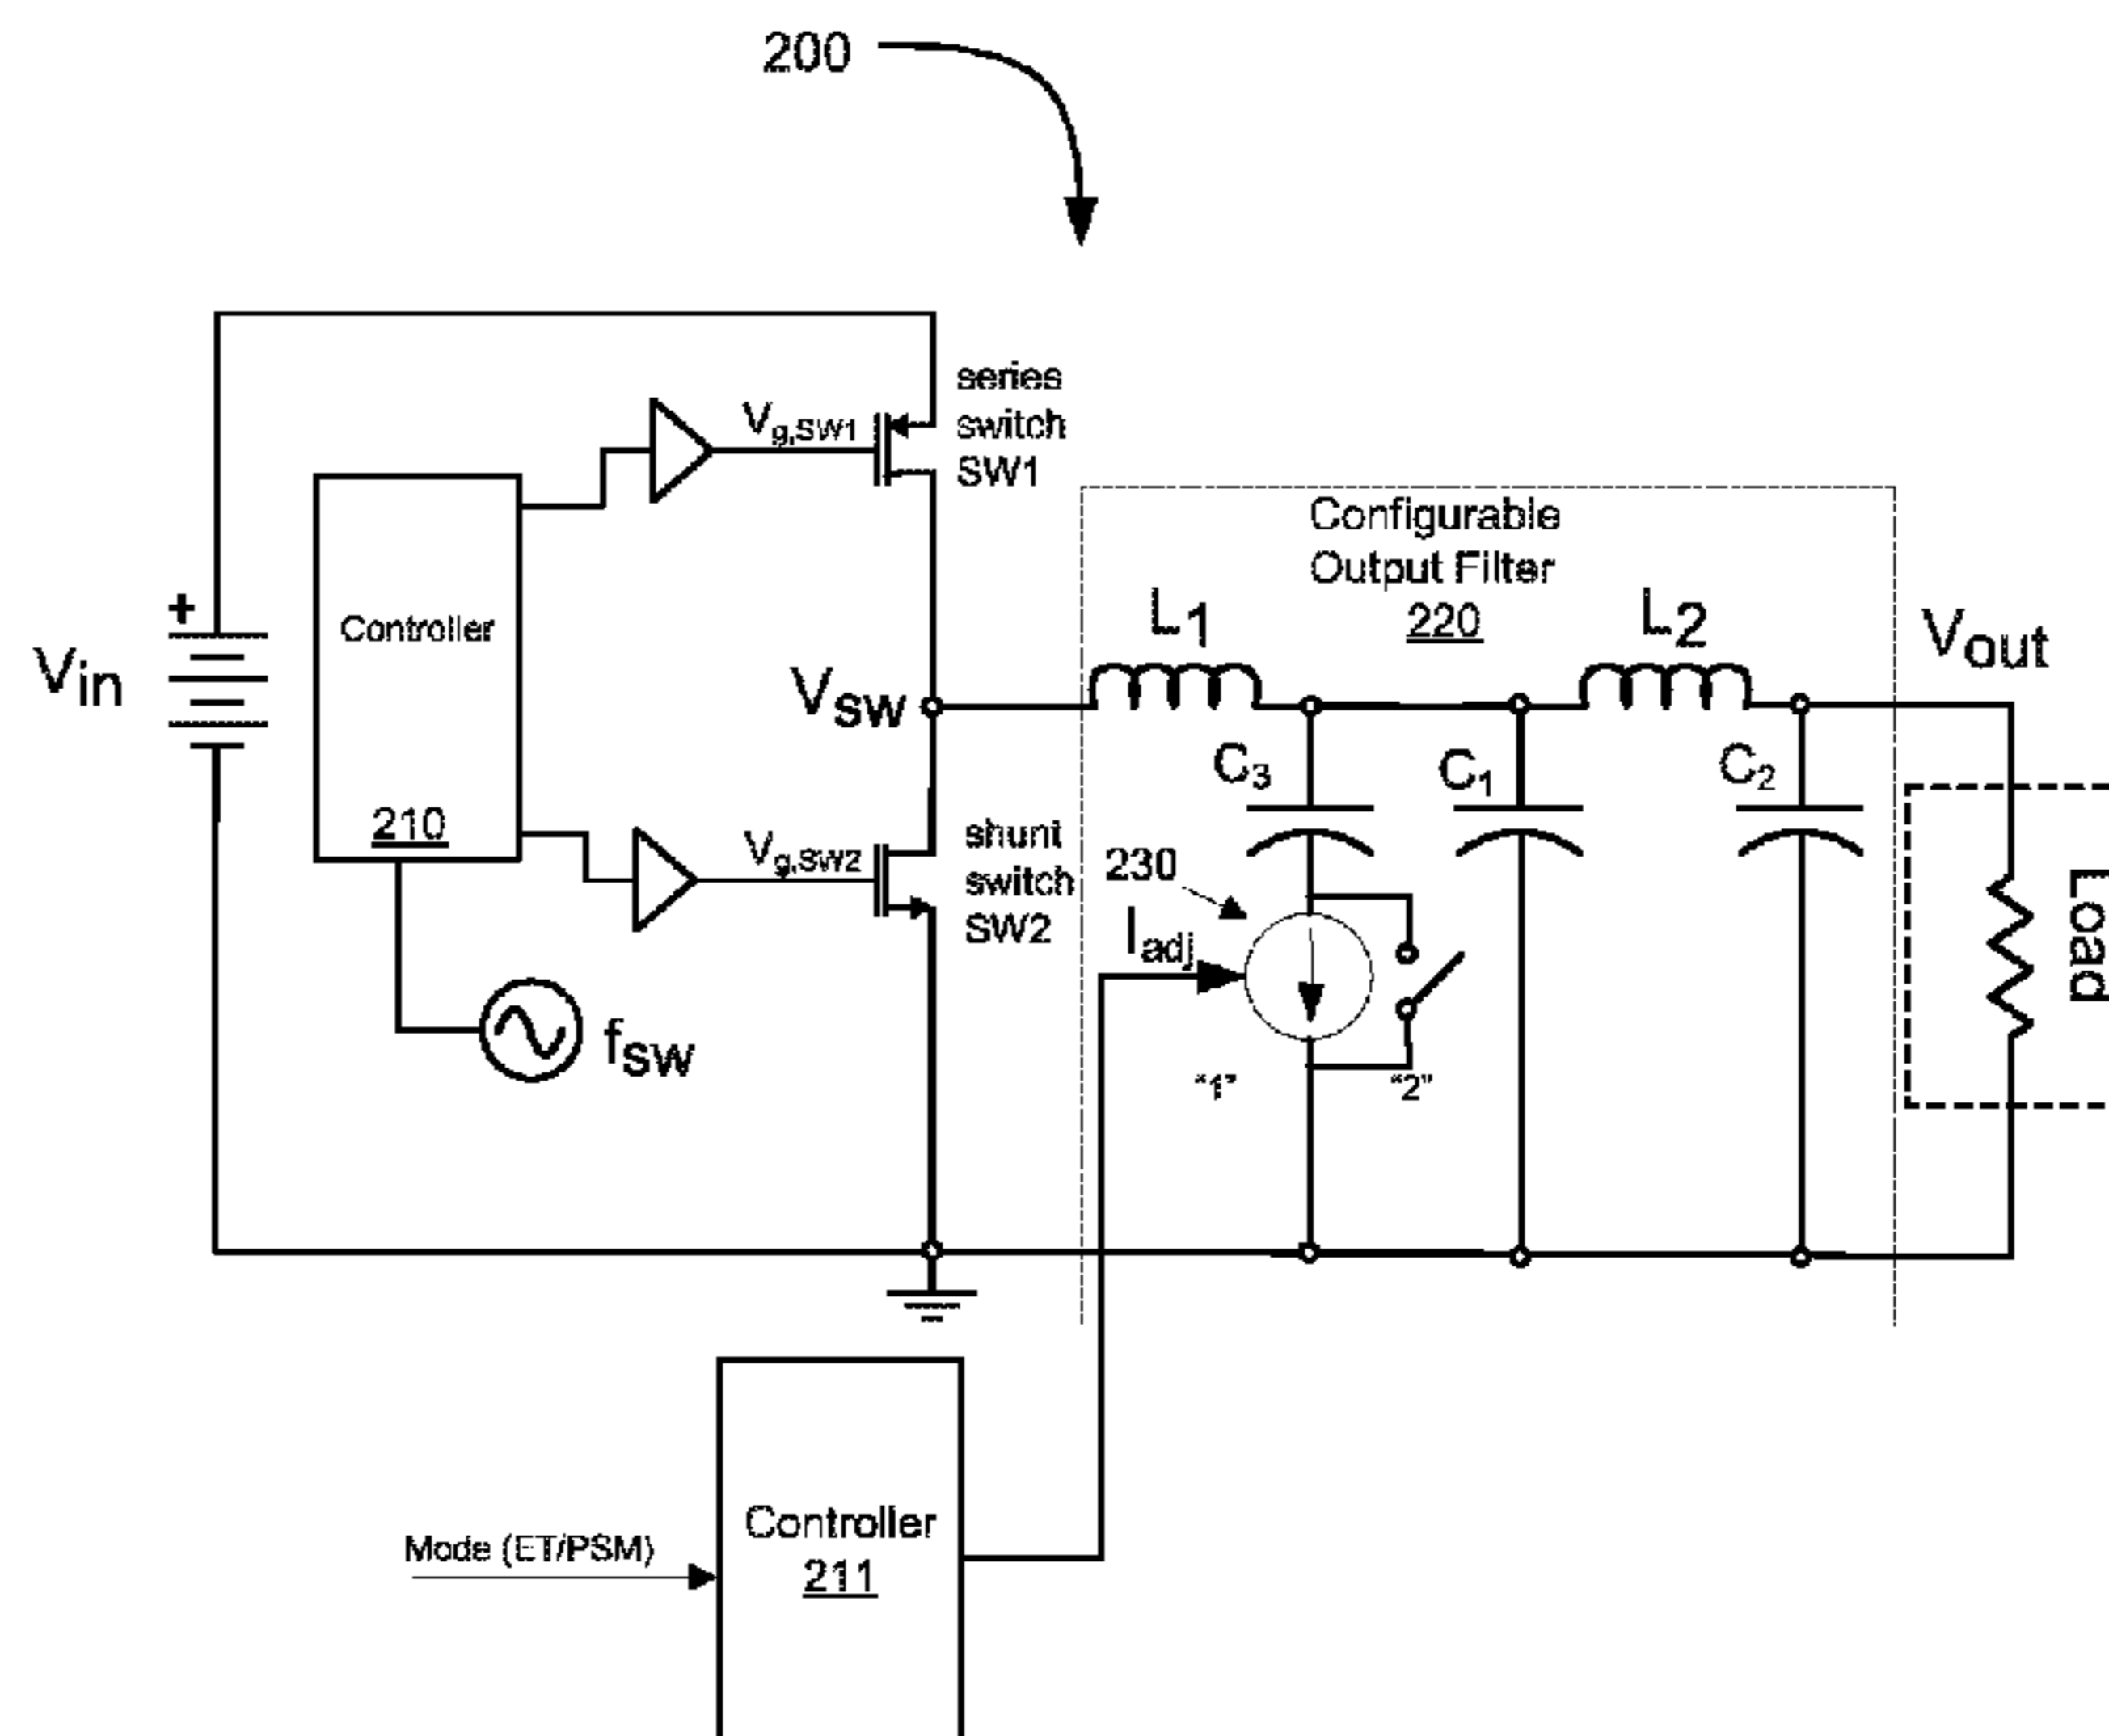 200
series
switch
SW1
Vg,SW1
Controller
210
Vin
+
Vsw
Configurable
Output Filter
220
L1
L2
Vout
C3
C1
C2
Vg,SW2
shunt
switch
SW2
230
Iadj
Load
fsw
"1"
"2"
Controller
211
Mode (ET/PSM)